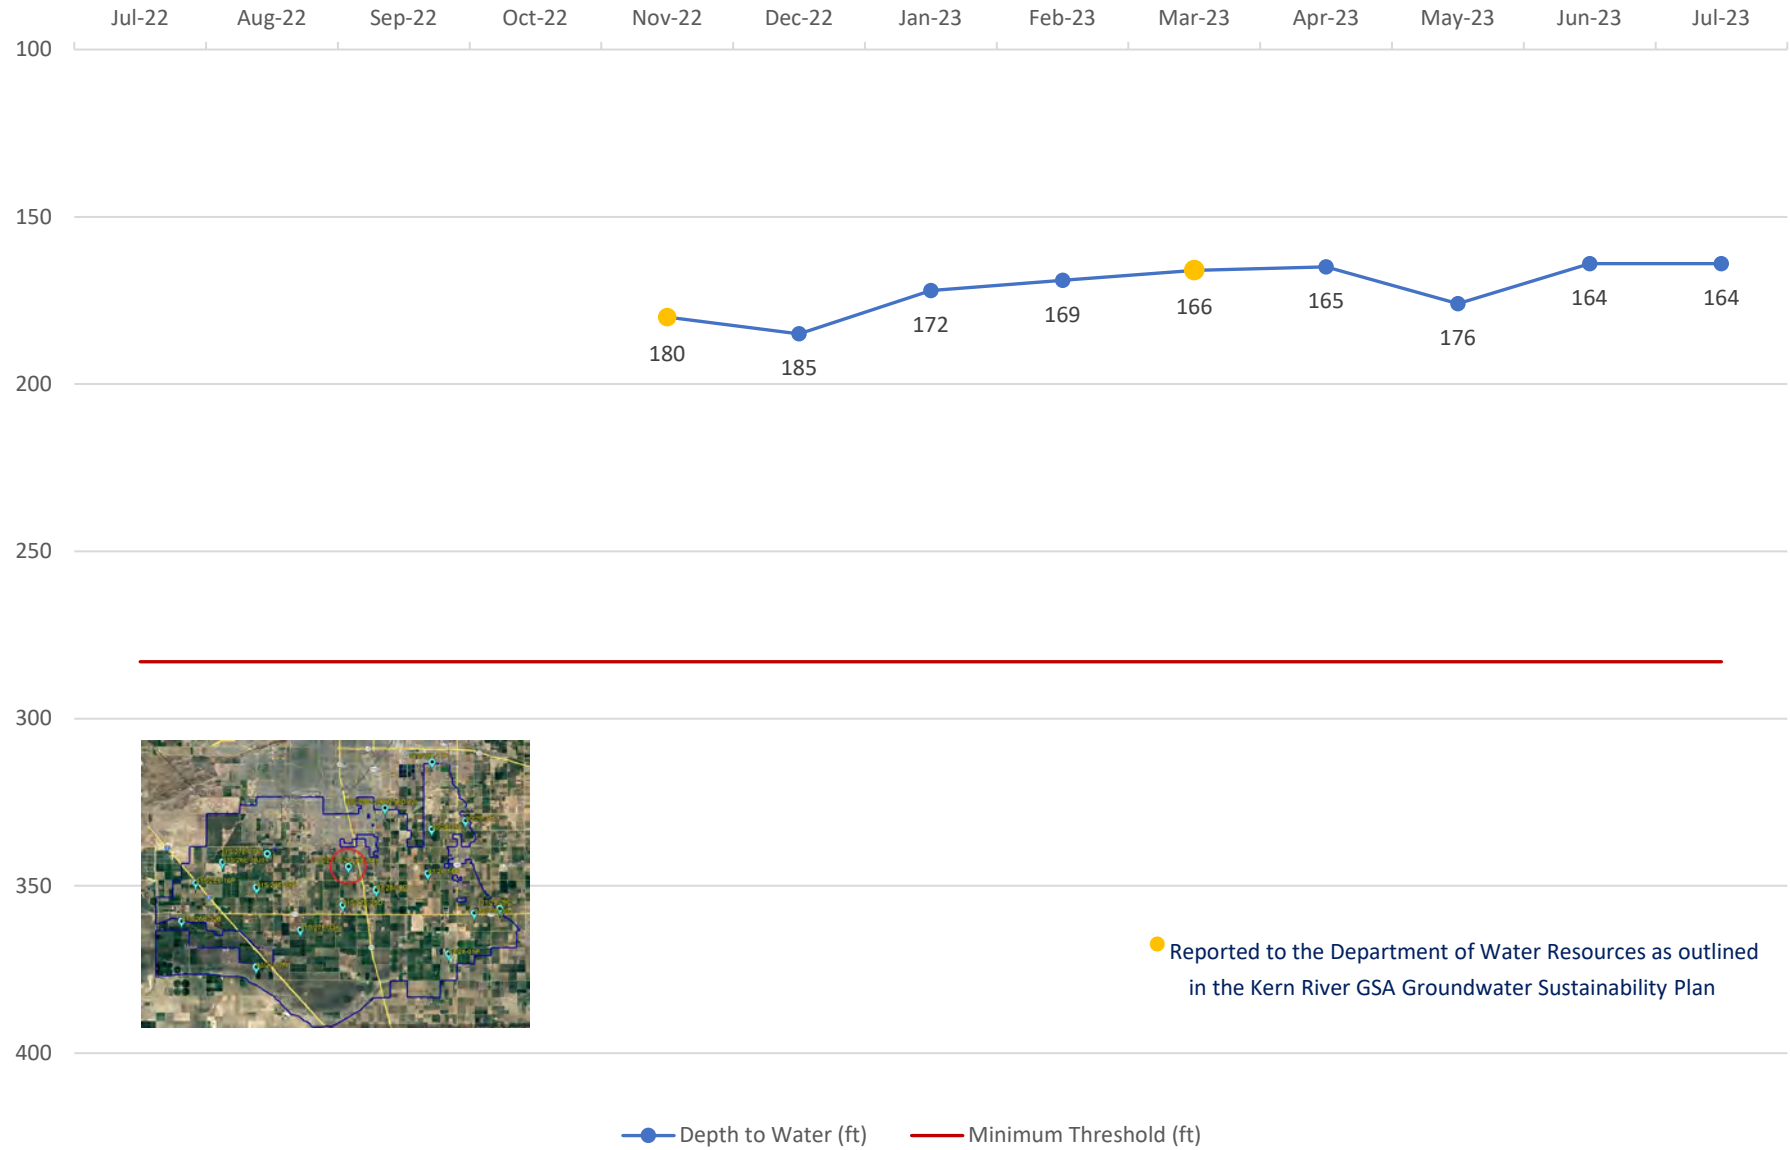 Jul-22 Aug-22 Sep-22 Oct-22 Nov-22 Dec-22 Jan-23 Feb-23 Mar-23 Apr-23 May-23 Jun-23 Jul-23
100
150
200
250
300
350
400
180 185 172 169 166 165 176 164 164
Reported to the Department of Water Resources as outlined
in the Kern River GSA Groundwater Sustainability Plan
Depth to Water (ft) Minimum Threshold (ft)